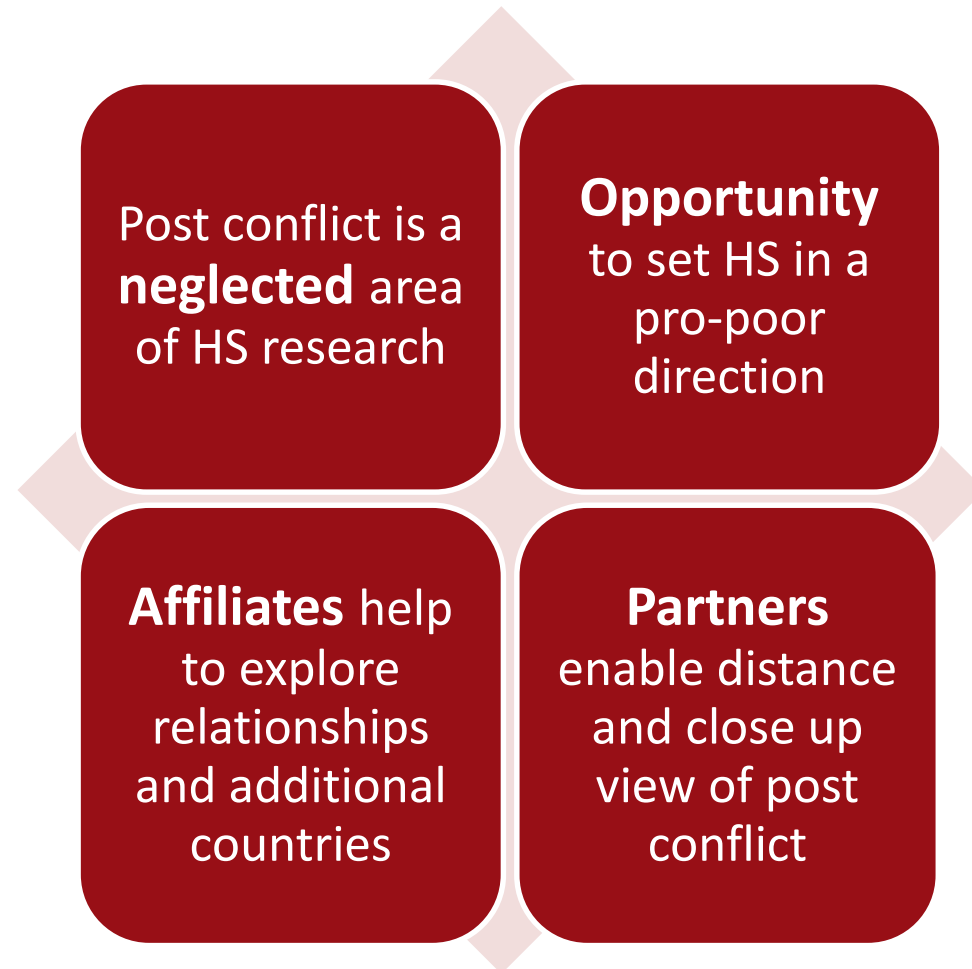 Post conflict is a
neglected area
of HS research
Opportunity
to set HS in a
pro-poor
direction
Affiliates help
to explore
relationships
and additional
countries
Partners
enable distance
and close up
view of post
conflict